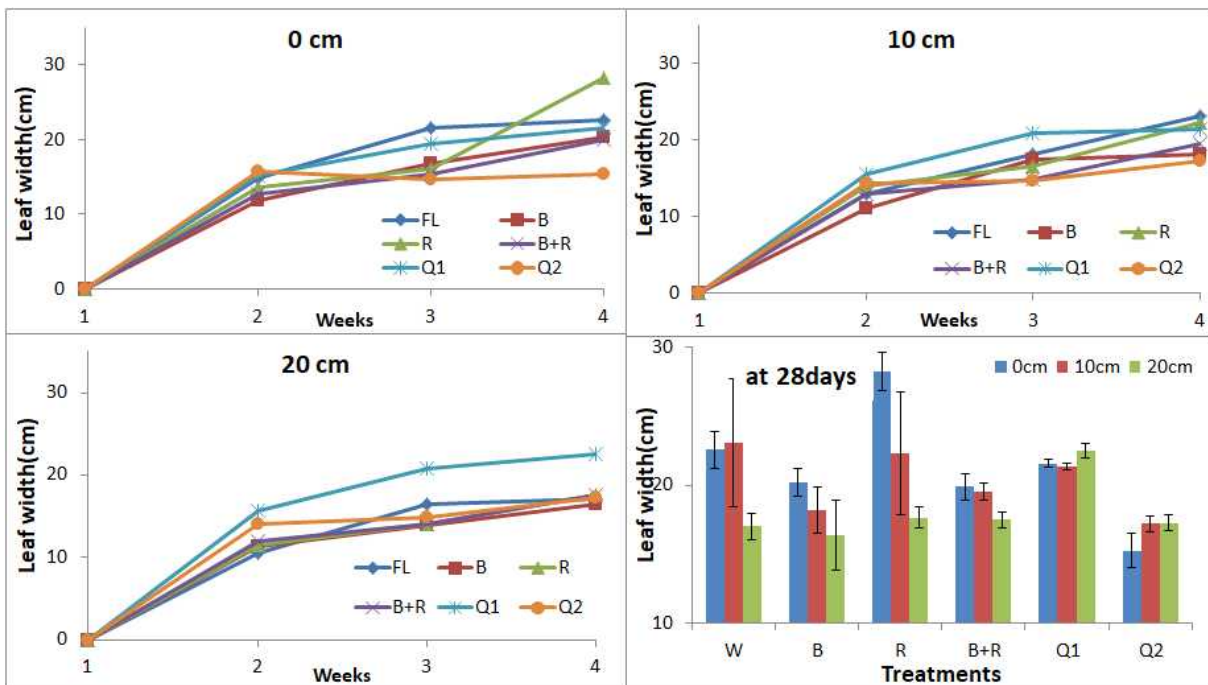 0 cm
30
20
10
0
Leaf width(cm)
FL B
R B+R
Q1 Q2
1 2 3 4
Weeks
10 cm
30
20
10
0
Leaf width(cm)
FL B R
B+R Q1 Q2
1 2 3 4
Weeks
20 cm
30
20
10
0
Leaf width(cm)
FL B R
B+R Q1 Q2
1 2 3 4
Weeks
at 28days
0cm 10cm 20cm
30
20
10
Leaf width(cm)
W B R B+R Q1 Q2
Treatments